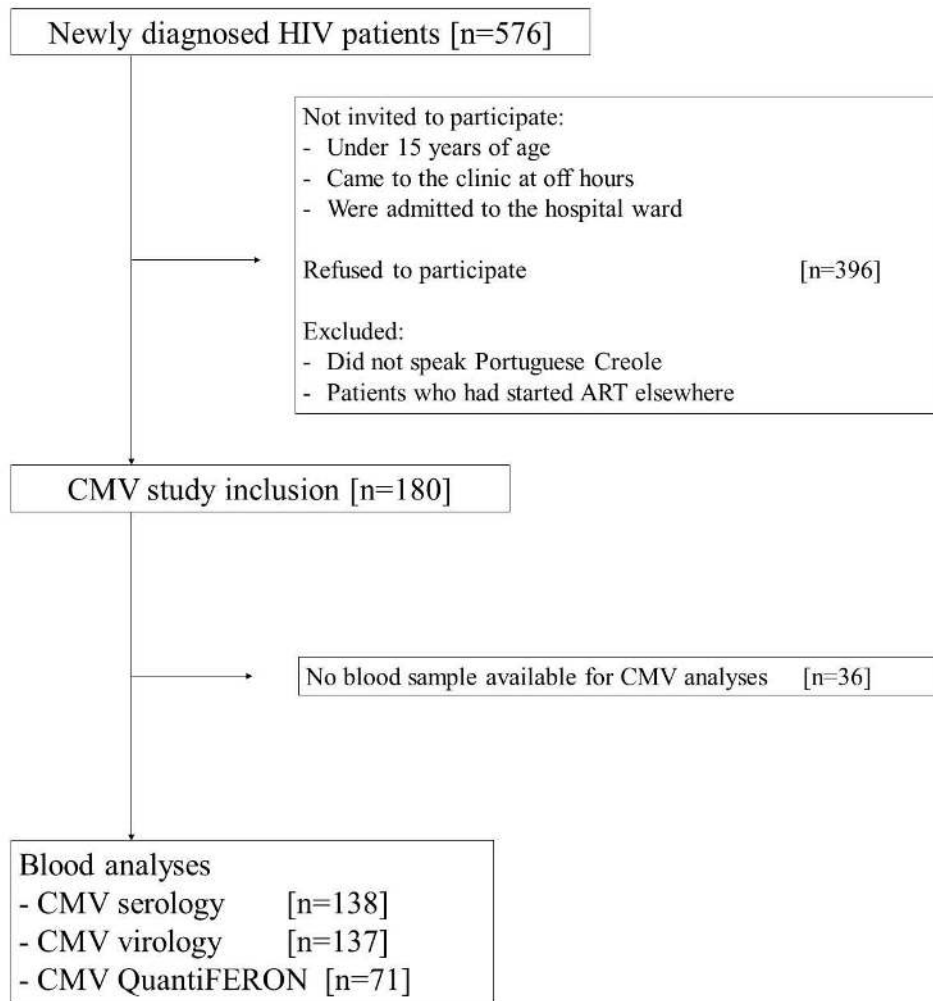 Newly diagnosed HIV patients [n=576]
Not invited to participate:
- Under 15 years of age
- Came to the clinic at off hours
- Were admitted to the hospital ward
Refused to participate [n=396]
Excluded:
- Did not speak Portuguese Creole
- Patients who had started ART elsewhere
CMV study inclusion [n=180]
No blood sample available for CMV analyses [n=36]
Blood analyses
- CMV serology [n=138]
- CMV virology [n=137]
- CMV QuantiFERON [n=71]